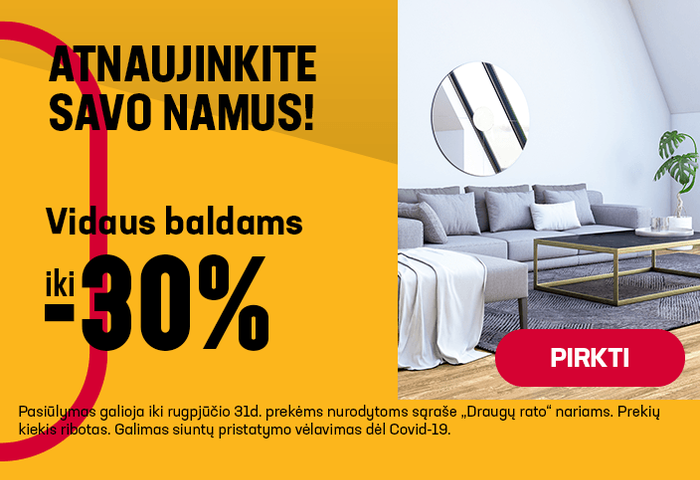 ATNAUJINKITE
SAVO NAMUS!
Vidaus baldams
iki
-30%
PIRKTI
Pasiūlymas galioja iki rugpjūčio 31d. prekėms nurodytoms sąraše „Draugų rato“ nariams. Prekių
kiekis ribotas. Galimas siuntų pristatymo vėlavimas dėl Covid-19.